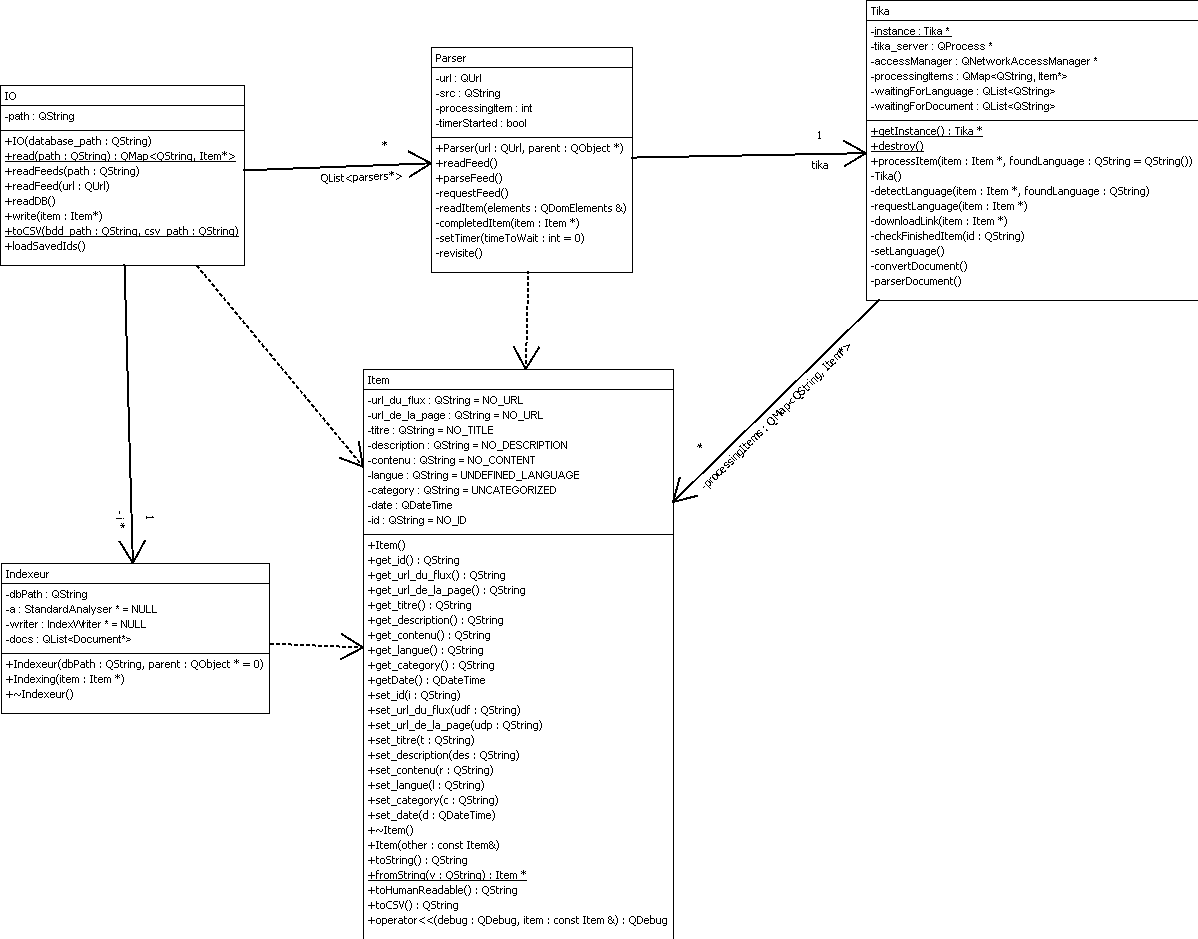 IO
-path : QString
+IO(database_path : QString)
+read(path : QString) : QMap<QString, Item*>
+readFeeds(path : QString)
+readFeed(url : QUrl)
+readDB()
+write(item : Item*)
+toCSV(bdd_path : QString, csv_path : QString)
+loadSavedIds()
*
QList<parsers*>
Parser
-url : QUrl
-src : QString
-processingItem : int
-timerStarted : bool
+Parser(url : QUrl, parent : QObject *)
+readFeed()
+parseFeed()
-requestFeed()
-readItem(elements : QDomElements &)
-completedItem(item : Item *)
-setTimer(timeToWait : int = 0)
-revisite()
1
tika
Tika
-instance : Tika *
-tika_server : QProcess *
-accessManager : QNetworkAccessManager *
-processingItems : QMap<QString, Item*>
-waitingForLanguage : QList<QString>
-waitingForDocument : QList<QString>
+getInstance() : Tika *
+destroy()
+processItem(item : Item *, foundLanguage : QString = QString())
-Tika()
-detectLanguage(item : Item *, foundLanguage : QString)
-requestLanguage(item : Item *)
-downloadLink(item : Item *)
-checkFinishedItem(id : QString)
-setLanguage()
-convertDocument()
-parserDocument()
*
-processingItems : QMap<QString, Item*>
1
-i *
Item
-url_du_flux : QString = NO_URL
-url_de_la_page : QString = NO_URL
-titre : QString = NO_TITLE
-description : QString = NO_DESCRIPTION
-contenu : QString = NO_CONTENT
-langue : QString = UNDEFINED_LANGUAGE
-category : QString = UNCATEGORIZED
-date : QDateTime
-id : QString = NO_ID
+Item()
+get_id() : QString
+get_url_du_flux() : QString
+get_url_de_la_page() : QString
+get_titre() : QString
+get_description() : QString
+get_contenu() : QString
+get_langue() : QString
+get_category() : QString
+getDate() : QDateTime
+set_id(i : QString)
+set_url_du_flux(udf : QString)
+set_url_de_la_page(udp : QString)
+set_titre(t : QString)
+set_description(des : QString)
+set_contenu(r : QString)
+set_langue(l : QString)
+set_category(c : QString)
+set_date(d : QDateTime)
+~Item()
+Item(other : const Item&)
+toString() : QString
+fromString(v : QString) : Item *
+toHumanReadable() : QString
+toCSV() : QString
+operator<<(debug : QDebug, item : const Item &) : QDebug
Indexeur
-dbPath : QString
-a : StandardAnalyser * = NULL
-writer : IndexWriter * = NULL
-docs : QList<Document*>
+Indexeur(dbPath : QString, parent : QObject * = 0)
+Indexing(item : Item *)
+~Indexeur()